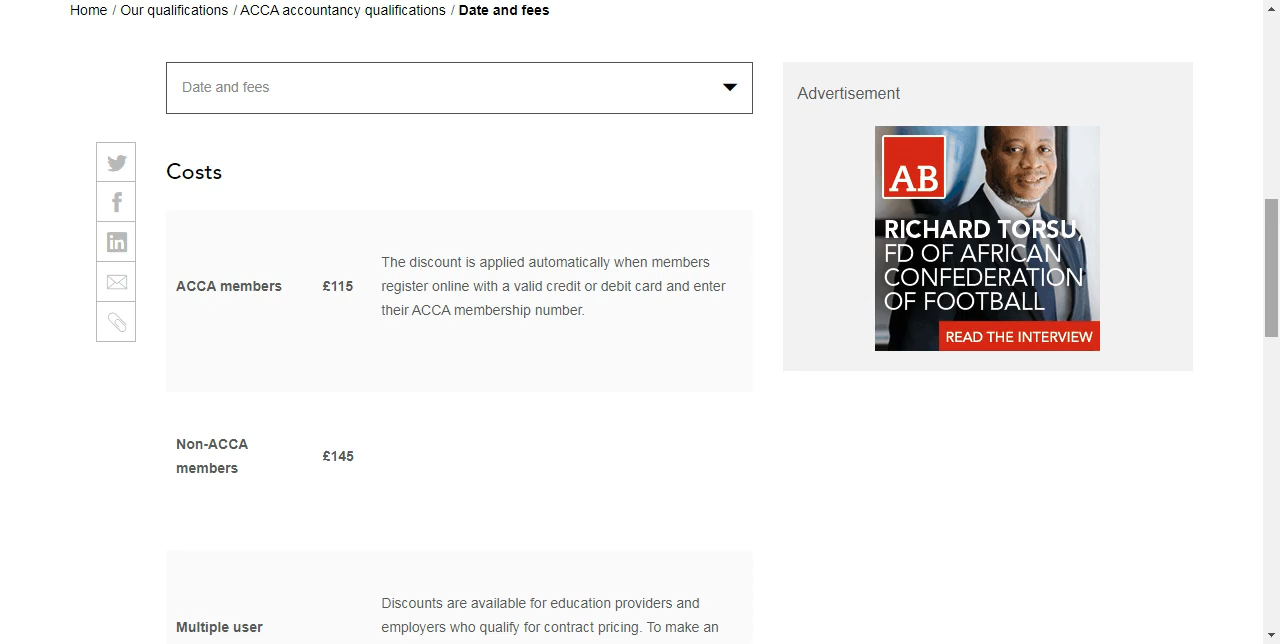 Home / Our qualifications / ACCA accountancy qualifications / Date and fees
Date and fees
Costs
ACCA members £115 The discount is applied automatically when members
register online with a valid credit or debit card and enter
their ACCA membership number.
Non-ACCA
members
£145
Multiple user
Discounts are available for education providers and
employers who qualify for contract pricing. To make an
Advertisement
AB
RICHARD TORSU,
FD OF AFRICAN
CONFEDERATION
OF FOOTBALL
READ THE INTERVIEW